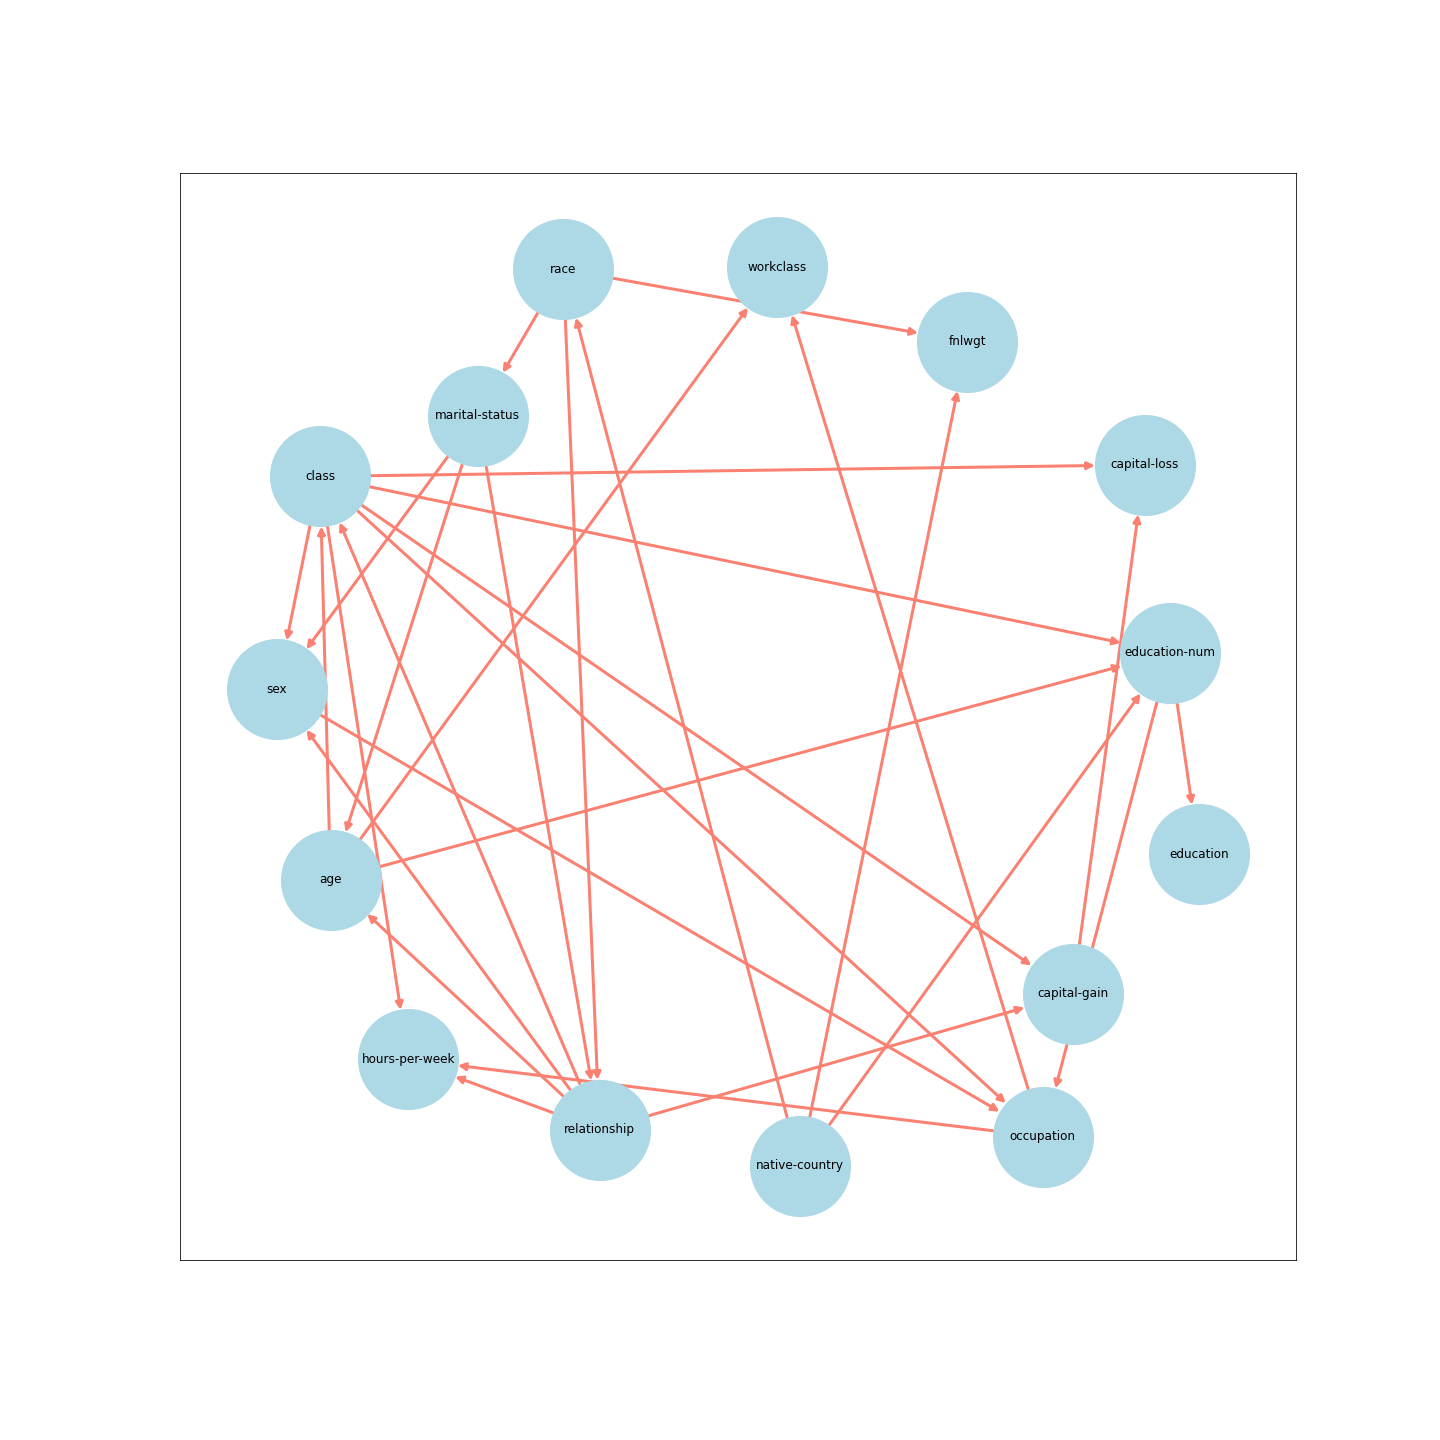 race
workclass
fnlwgt
marital-status
capital-loss
class
education-num
sex
education
age
capital-gain
hours-per-week
relationship
occupation
native-country